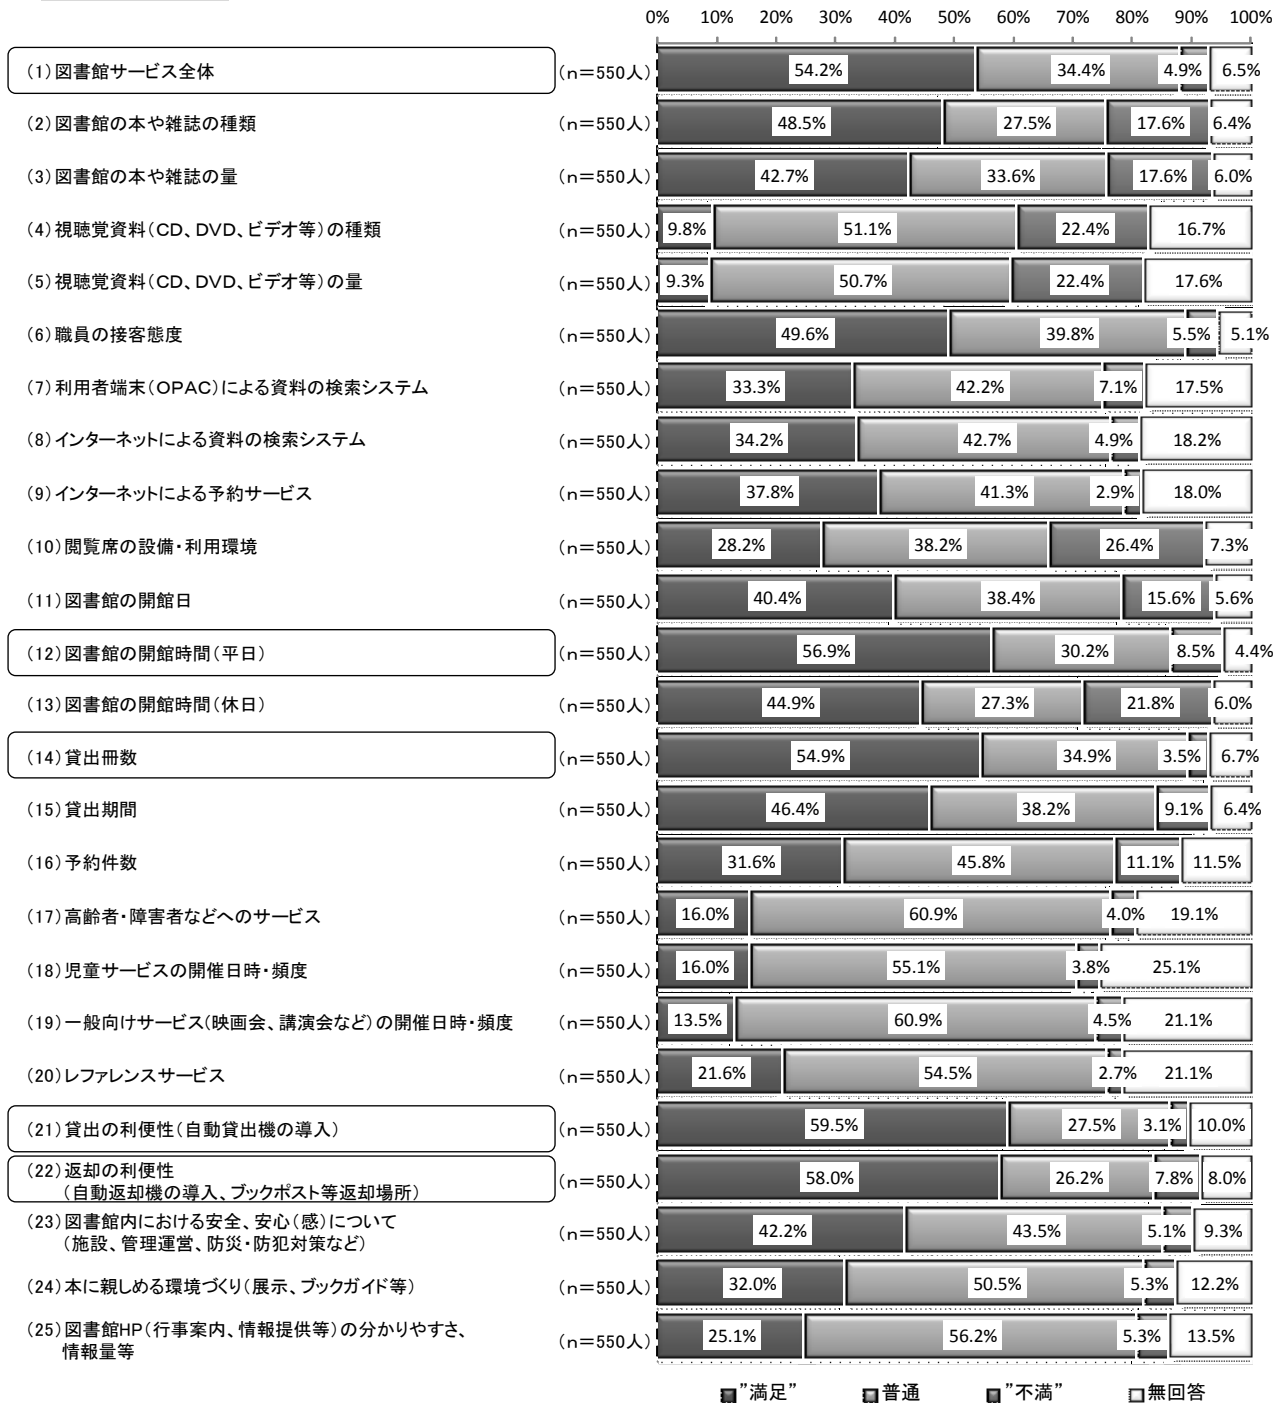 0% 10% 20% 30% 40% 50% 60% 70% 80% 90% 100%
(1)図書館サービス全体 (n=550人) 54.2% 34.4% 4.9% 6.5%
(2)図書館の本や雑誌の種類 (n=550人) 48.5% 27.5% 17.6% 6.4%
(3)図書館の本や雑誌の量 (n=550人) 42.7% 33.6% 17.6% 6.0%
(4)視聴覚資料(CD、DVD、ビデオ等)の種類 (n=550人) 9.8% 51.1% 22.4% 16.7%
(5)視聴覚資料(CD、DVD、ビデオ等)の量 (n=550人) 9.3% 50.7% 22.4% 17.6%
(6)職員の接客態度 (n=550人) 49.6% 39.8% 5.5% 5.1%
(7)利用者端末(OPAC)による資料の検索システム (n=550人) 33.3% 42.2% 7.1% 17.5%
(8)インターネットによる資料の検索システム (n=550人) 34.2% 42.7% 4.9% 18.2%
(9)インターネットによる予約サービス (n=550人) 37.8% 41.3% 2.9% 18.0%
(10)閲覧席の設備・利用環境 (n=550人) 28.2% 38.2% 26.4% 7.3%
(11)図書館の開館日 (n=550人) 40.4% 38.4% 15.6% 5.6%
(12)図書館の開館時間(平日) (n=550人) 56.9% 30.2% 8.5% 4.4%
(13)図書館の開館時間(休日) (n=550人) 44.9% 27.3% 21.8% 6.0%
(14)貸出冊数 (n=550人) 54.9% 34.9% 3.5% 6.7%
(15)貸出期間 (n=550人) 46.4% 38.2% 9.1% 6.4%
(16)予約件数 (n=550人) 31.6% 45.8% 11.1% 11.5%
(17)高齢者・障害者などへのサービス (n=550人) 16.0% 60.9% 4.0% 19.1%
(18)児童サービスの開催日時・頻度 (n=550人) 16.0% 55.1% 3.8% 25.1%
(19)一般向けサービス(映画会、講演会など)の開催日時・頻度 (n=550人) 13.5% 60.9% 4.5% 21.1%
(20)レファレンスサービス (n=550人) 21.6% 54.5% 2.7% 21.1%
(21)貸出の利便性(自動貸出機の導入) (n=550人) 59.5% 27.5% 3.1% 10.0%
(22)返却の利便性
(自動返却機の導入、ブックポスト等返却場所) (n=550人) 58.0% 26.2% 7.8% 8.0%
(23)図書館内における安全、安心(感)について
(施設、管理運営、防災・防犯対策など) (n=550人) 42.2% 43.5% 5.1% 9.3%
(24)本に親しめる環境づくり(展示、ブックガイド等) (n=550人) 32.0% 50.5% 5.3% 12.2%
(25)図書館HP(行事案内、情報提供等)の分かりやすさ、
情報量等 (n=550人) 25.1% 56.2% 5.3% 13.5%
"満足" 普通 "不満" 無回答